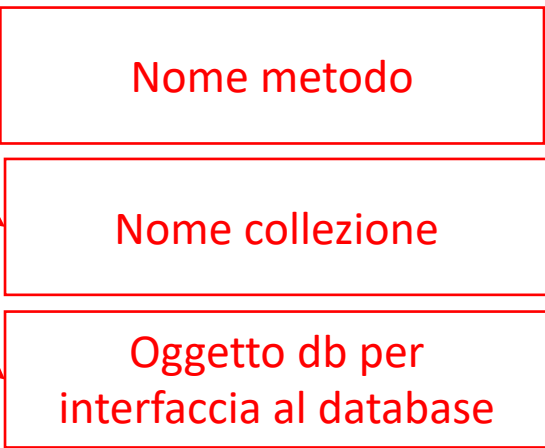 Nome metodo
Nome collezione
Oggetto db per
interfaccia al database